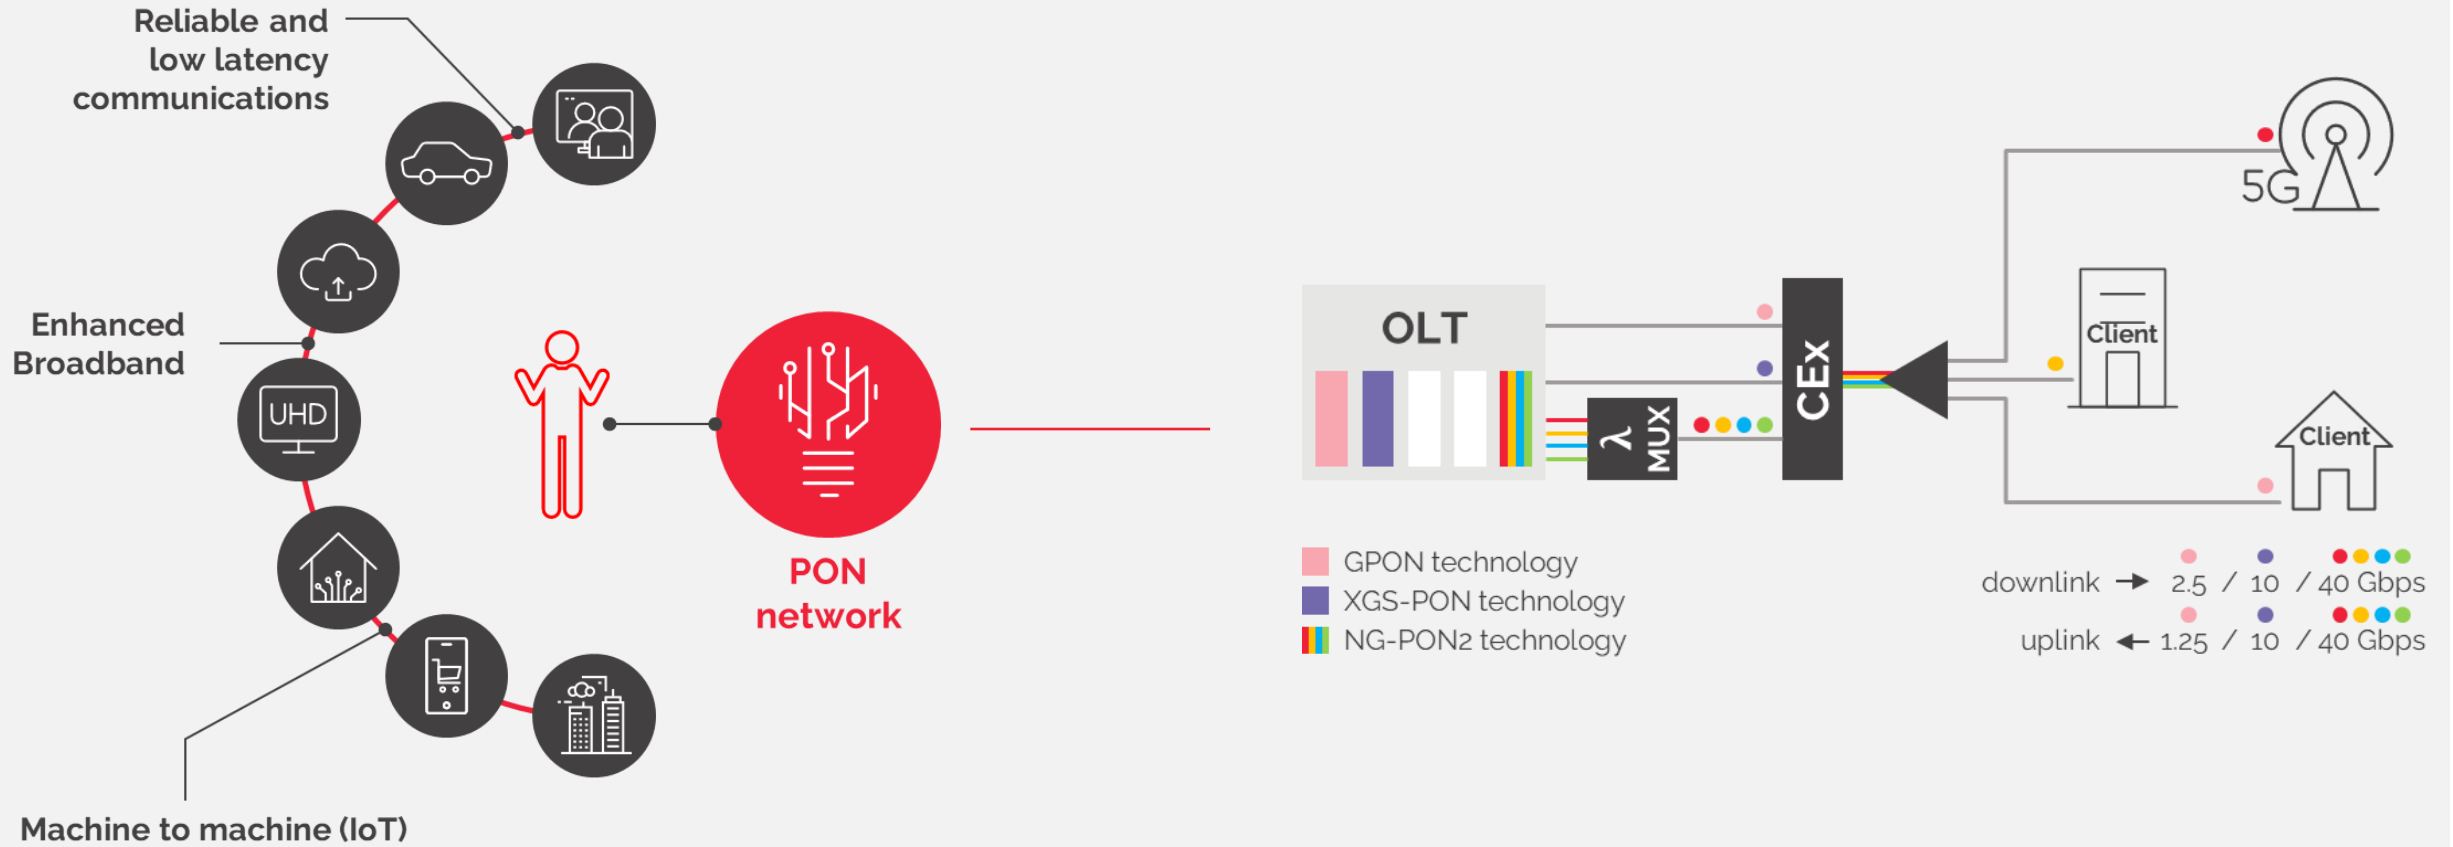 Reliable and
low latency
communications
Enhanced
Broadband
UHD
Machine to machine (IoT)
PON
network
OLT
λ
MUX
CEx
5G
Client
Client
GPON technology
XGS-PON technology
NG-PON2 technology
downlink → 2.5 / 10 / 40 Gbps
uplink ← 1.25 / 10 / 40 Gbps